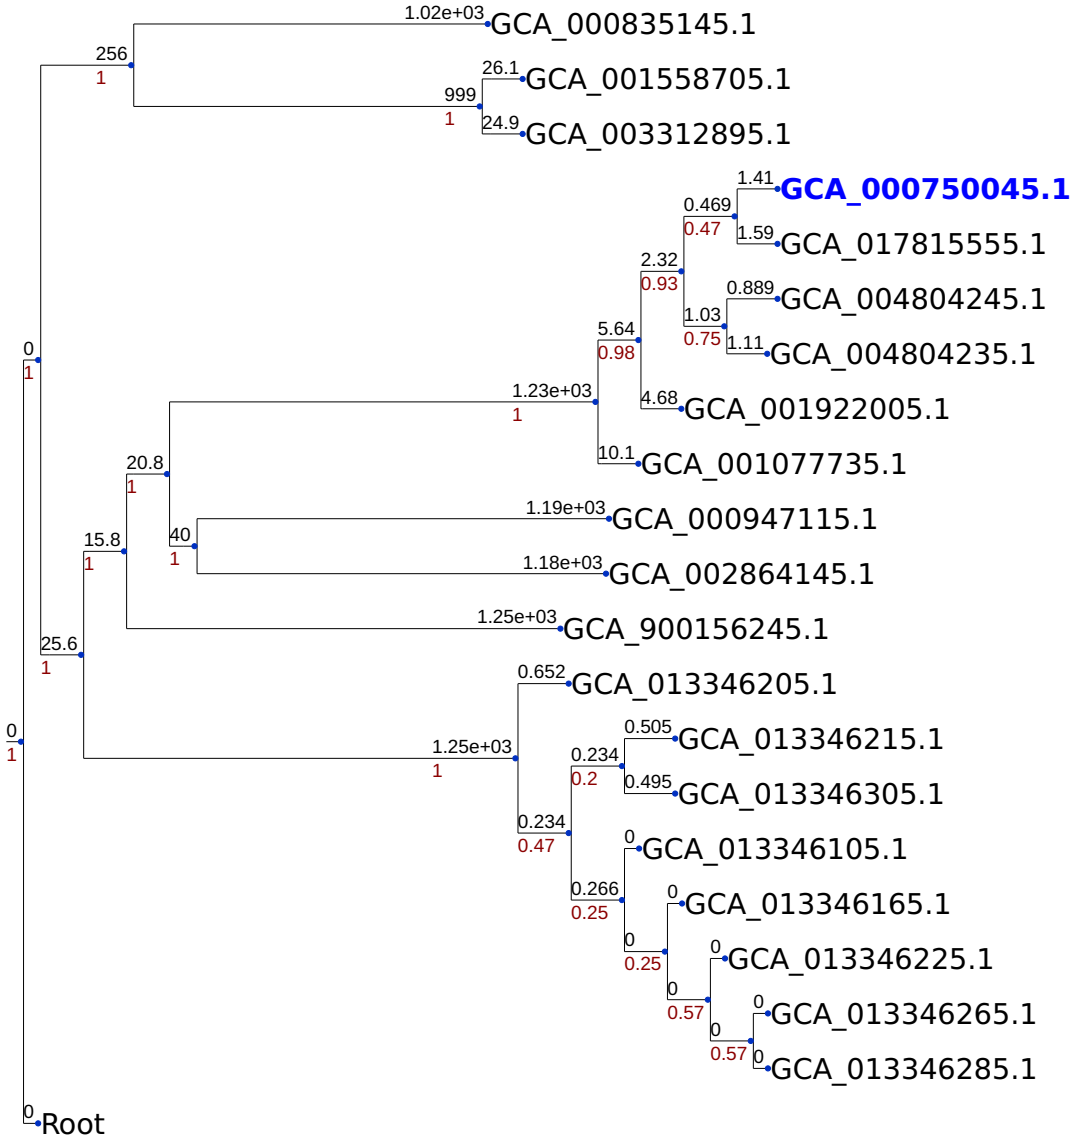 1.02e+03 GCA_000835145.1
256
1
26.1 GCA_001558705.1
999
1
24.9 GCA_003312895.1
1.41 GCA_000750045.1
0.469
0.47
1.59 GCA_017815555.1
2.32
0.93
0.889 GCA_004804245.1
1.03
0.75
1.11 GCA_004804235.1
5.64
0.98
0
1
1.23e+03
1
4.68 GCA_001922005.1
10.1 GCA_001077735.1
20.8
1
1.19e+03 GCA_000947115.1
40
1
15.8
1
1.18e+03 GCA_002864145.1
1.25e+03 GCA_900156245.1
25.6
1
0.652 GCA_013346205.1
0
1
1.25e+03
1
0.505 GCA_013346215.1
0.234
0.2
0.495 GCA_013346305.1
0.234
0.47
0 GCA_013346105.1
0.266
0.25
0 GCA_013346165.1
0
0.25
0 GCA_013346225.1
0
0.57
0 GCA_013346265.1
0
0.57
0 GCA_013346285.1
0 Root